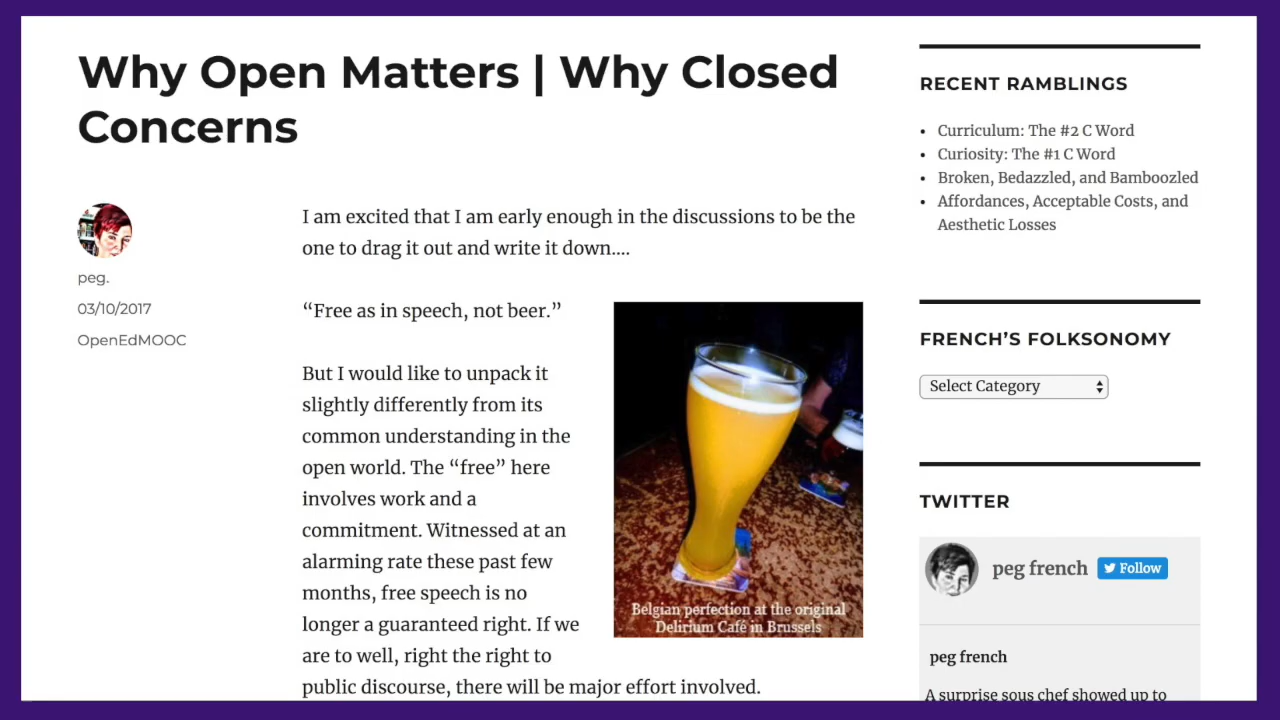 Why Open Matters | Why Closed
Concerns
peg.
03/10/2017
OpenEdMOOC
I am excited that I am early enough in the discussions to be the
one to drag it out and write it down....
“Free as in speech, not beer.”
But I would like to unpack it
slightly differently from its
common understanding in the
open world. The “free” here
involves work and a
commitment. Witnessed at an
alarming rate these past few
months, free speech is no
longer a guaranteed right. If we
are to well, right the right to
public discourse, there will be major effort involved.
Belgian perfection at the original
Delirium Café in Brussels
RECENT RAMBLINGS
• Curriculum: The #2 C Word
• Curiosity: The #1 C Word
• Broken, Bedazzled, and Bamboozled
• Affordances, Acceptable Costs, and
Aesthetic Losses
FRENCH’S FOLKSONOMY
Select Category
TWITTER
peg french Follow
peg french
A surprise sous chef showed up to